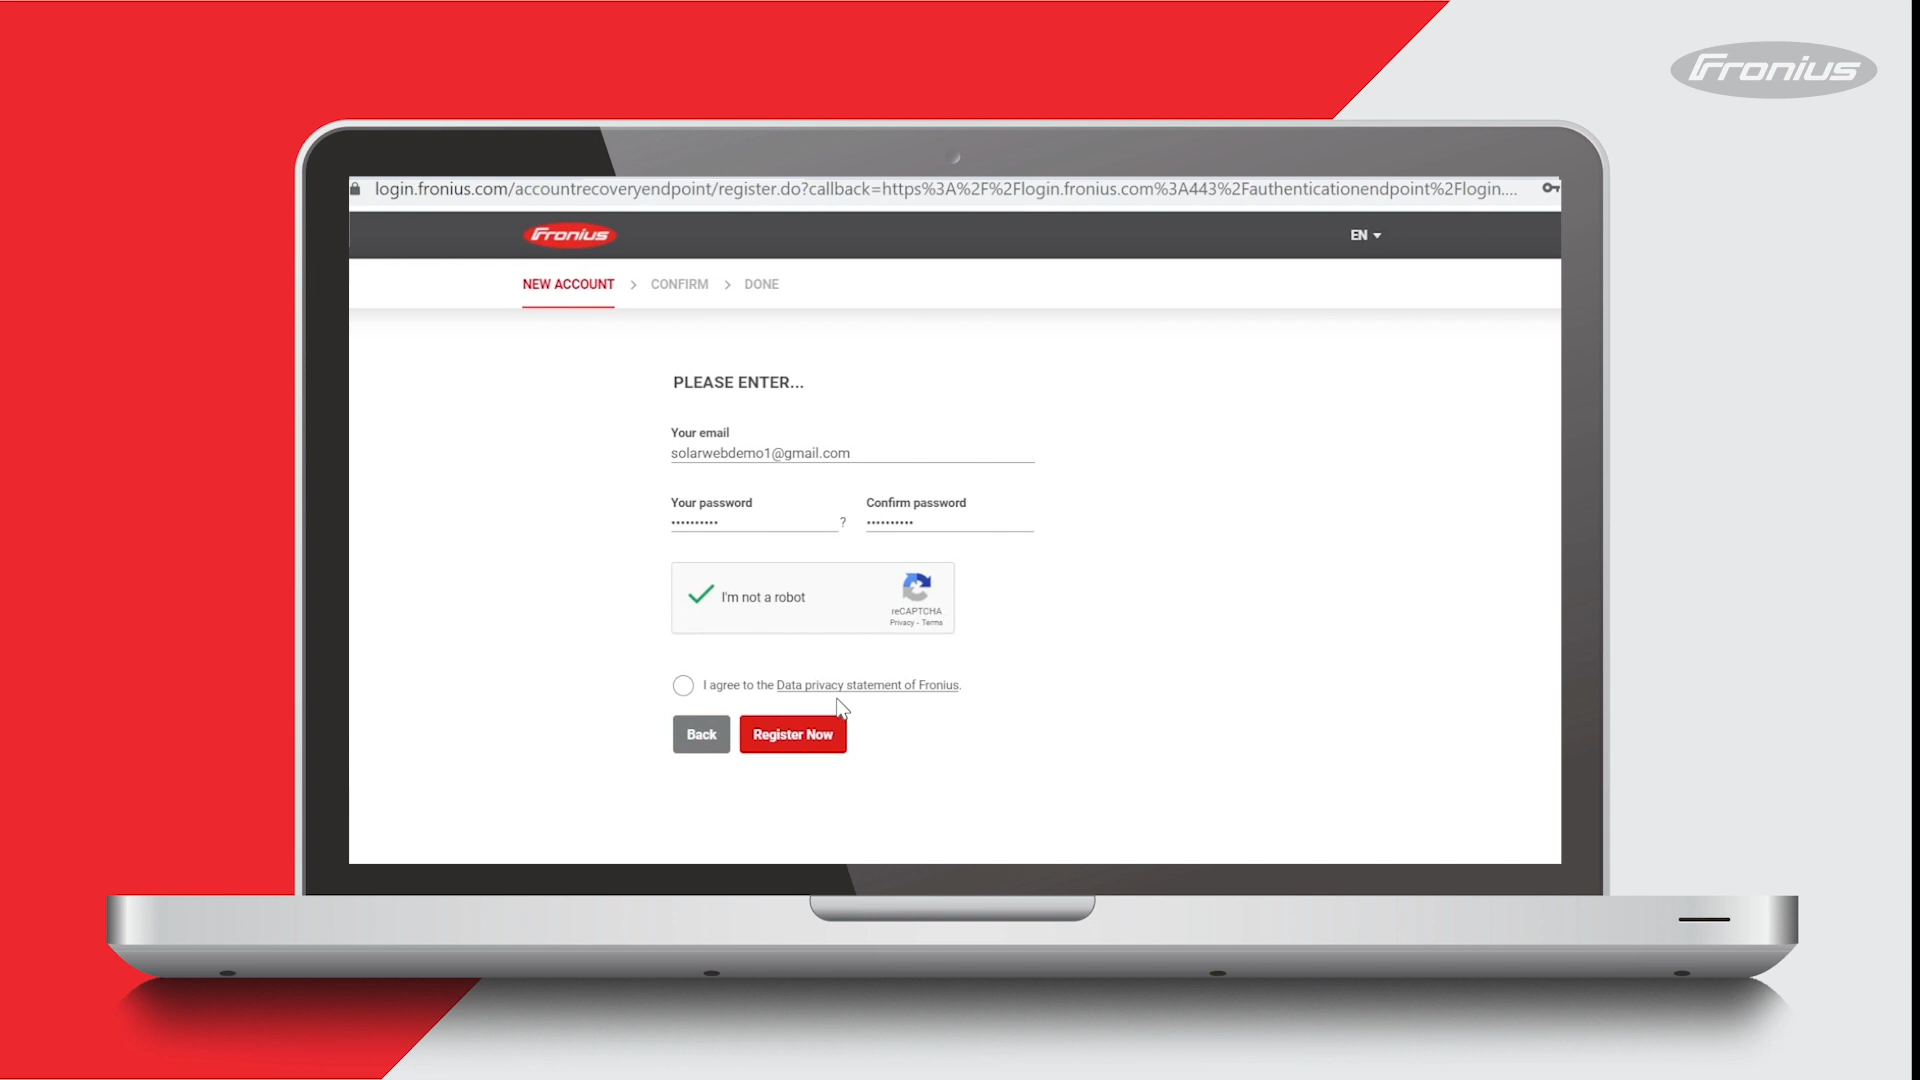 Fronius
login.fronius.com/accountrecoveryendpoint/register.do?callback=https%3A%2F%2Flogin.fronius.com%3A443%2Fauthenticationendpoint%2Flogin....
Fronius
EN
NEW ACCOUNT > CONFIRM > DONE
PLEASE ENTER...
Your email
solarwebdemo1@gmail.com
Your password Confirm password
•••••••••• ? ••••••••••
I'm not a robot
reCAPTCHA
Privacy - Terms
I agree to the Data privacy statement of Fronius.
Back Register Now